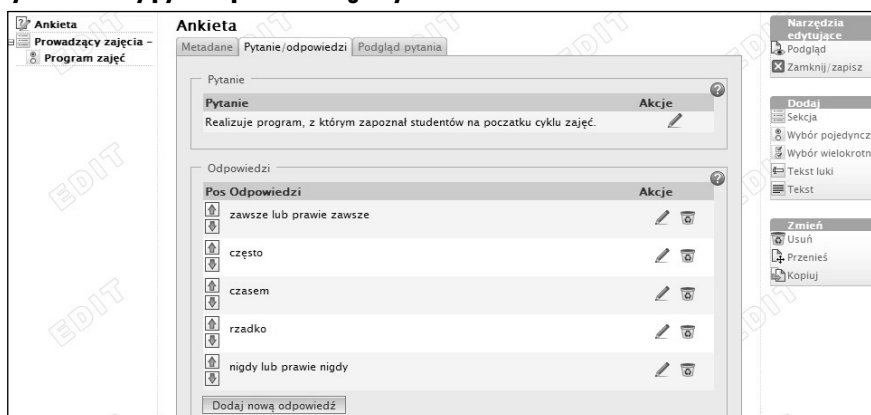 Ankieta
Prowadzący zajęcia –
Program zajęć
Ankieta
Metadane Pytanie/odpowiedzi Podgląd pytania
Pytanie
Pytanie Akcje
Realizuje program, z którym zapoznał studentów na początku cyklu zajęć.
Odpowiedzi
Pos Odpowiedzi Akcje
zawsze lub prawie zawsze
często
czasem
rzadko
nigdy lub prawie nigdy
Dodaj nową odpowiedź
Narzędzia
edytujące
Podgląd
Zamknij/zapisz
Dodaj
Sekcja
Wybór pojedyncz
Wybór wielokrotn
Tekst luki
Tekst
Zmień
Usuń
Przenieś
Kopiuj
EDIT
EDIT
EDIT
EDIT
EDIT
EDIT